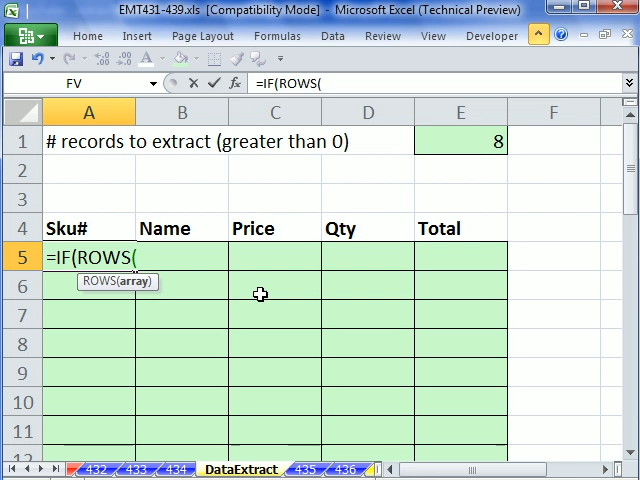 EMT431-439.xls [Compatibility Mode] - Microsoft Excel (Technical Preview)
Home Insert Page Layout Formulas Data Review View Developer
FV =IF(ROWS(
A B C D E F
1 # records to extract (greater than 0) 8
2
3
4 Sku# Name Price Qty Total
5 =IF(ROWS(
6 ROWS(array)
7
8
9
10
11
12
432 433 434 DataExtract 435 436